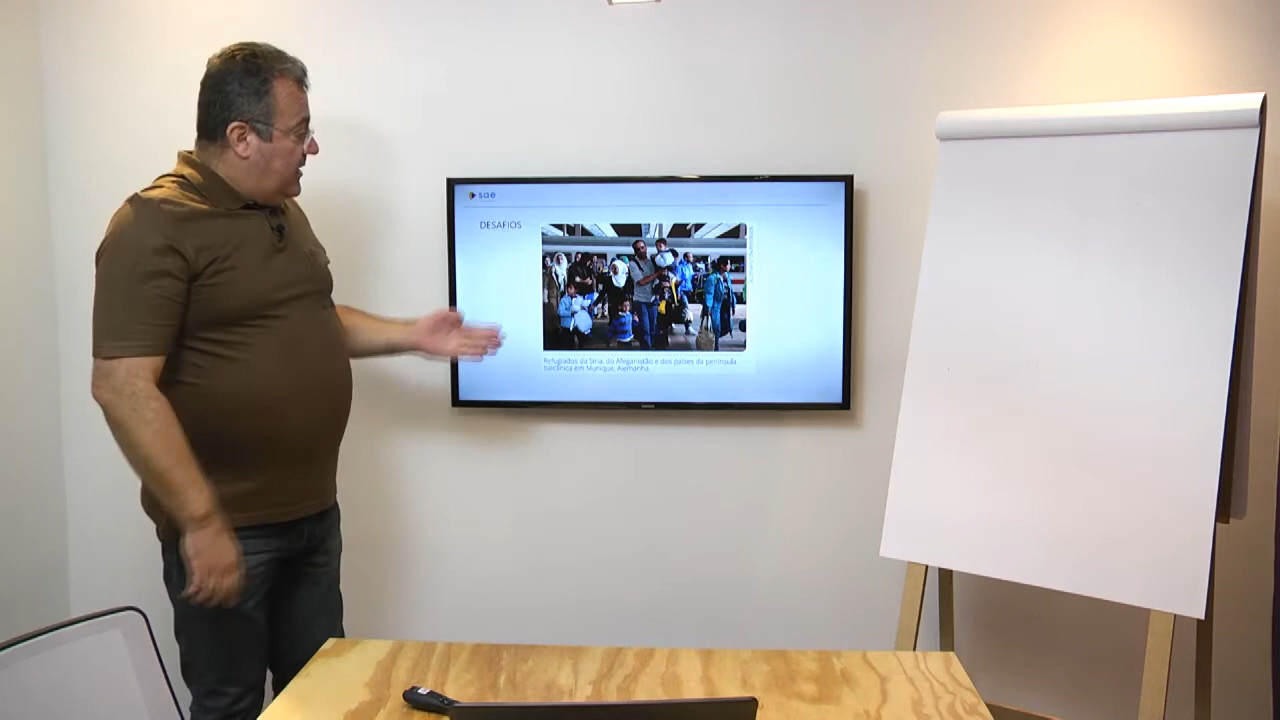 sae
DESAFIOS
Refugiados da Síria, do Afeganistão e dos países da península
balcânica em Munique, Alemanha.